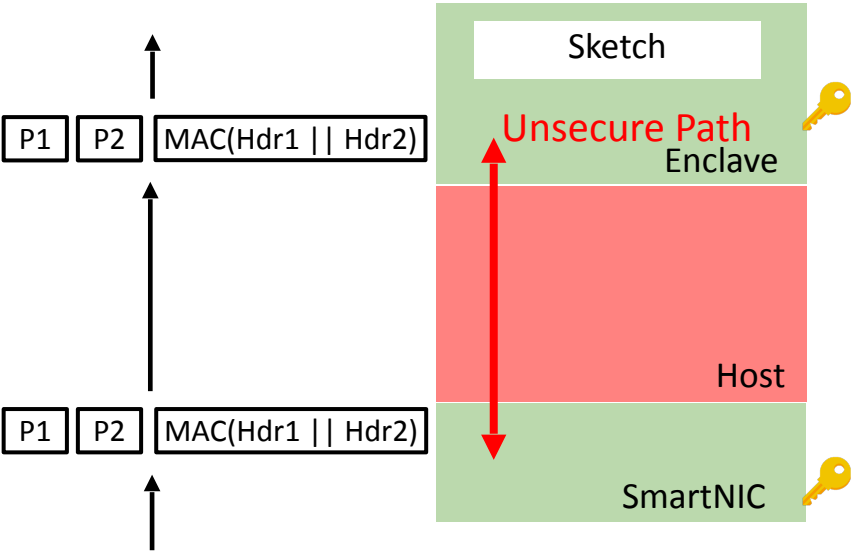 Sketch
P1 P2 MAC(Hdr1 || Hdr2)
Unsecure Path
Enclave
Host
P1 P2 MAC(Hdr1 || Hdr2)
SmartNIC